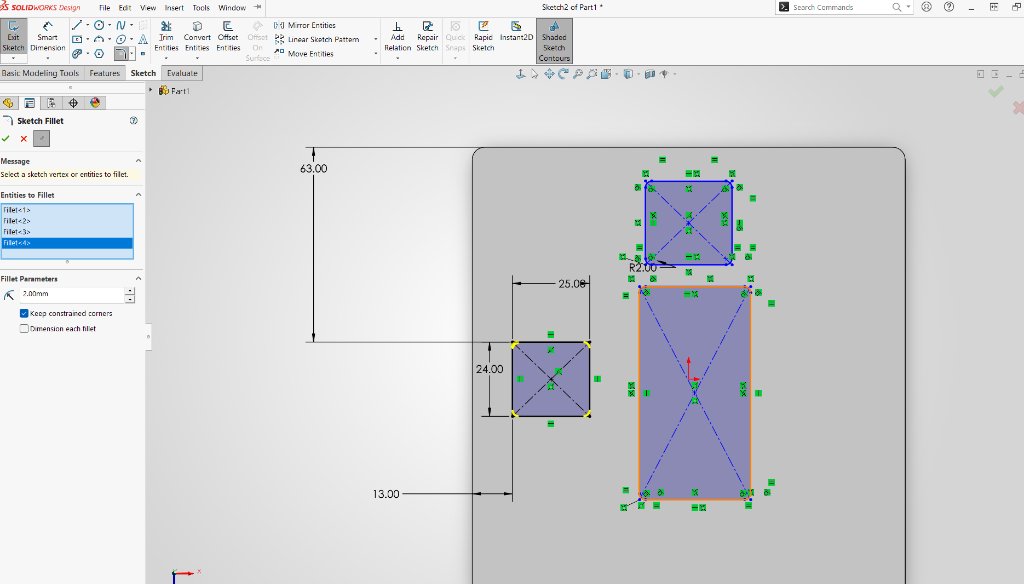 SOLIDWORKS Design
File Edit View Insert Tools Window
Sketch2 of Part1 *
Search Commands
Exit Sketch
Smart Dimension
Trim Entities
Convert Entities
Offset Entities
Offset On Surface
Mirror Entities
Linear Sketch Pattern
Move Entities
Add Relation
Repair Sketch
Quick Snaps
Rapid Sketch
Instant2D
Shaded Sketch Contours
Basic Modeling Tools Features Sketch Evaluate
Part1
Sketch Fillet
Message
Select a sketch vertex or entities to fillet.
Entities to Fillet
Fillet<1>
Fillet<2>
Fillet<3>
Fillet<4>
Fillet Parameters
2.00mm
Keep constrained corners
Dimension each fillet
63.00
R2.00
25.00
24.00
13.00
x